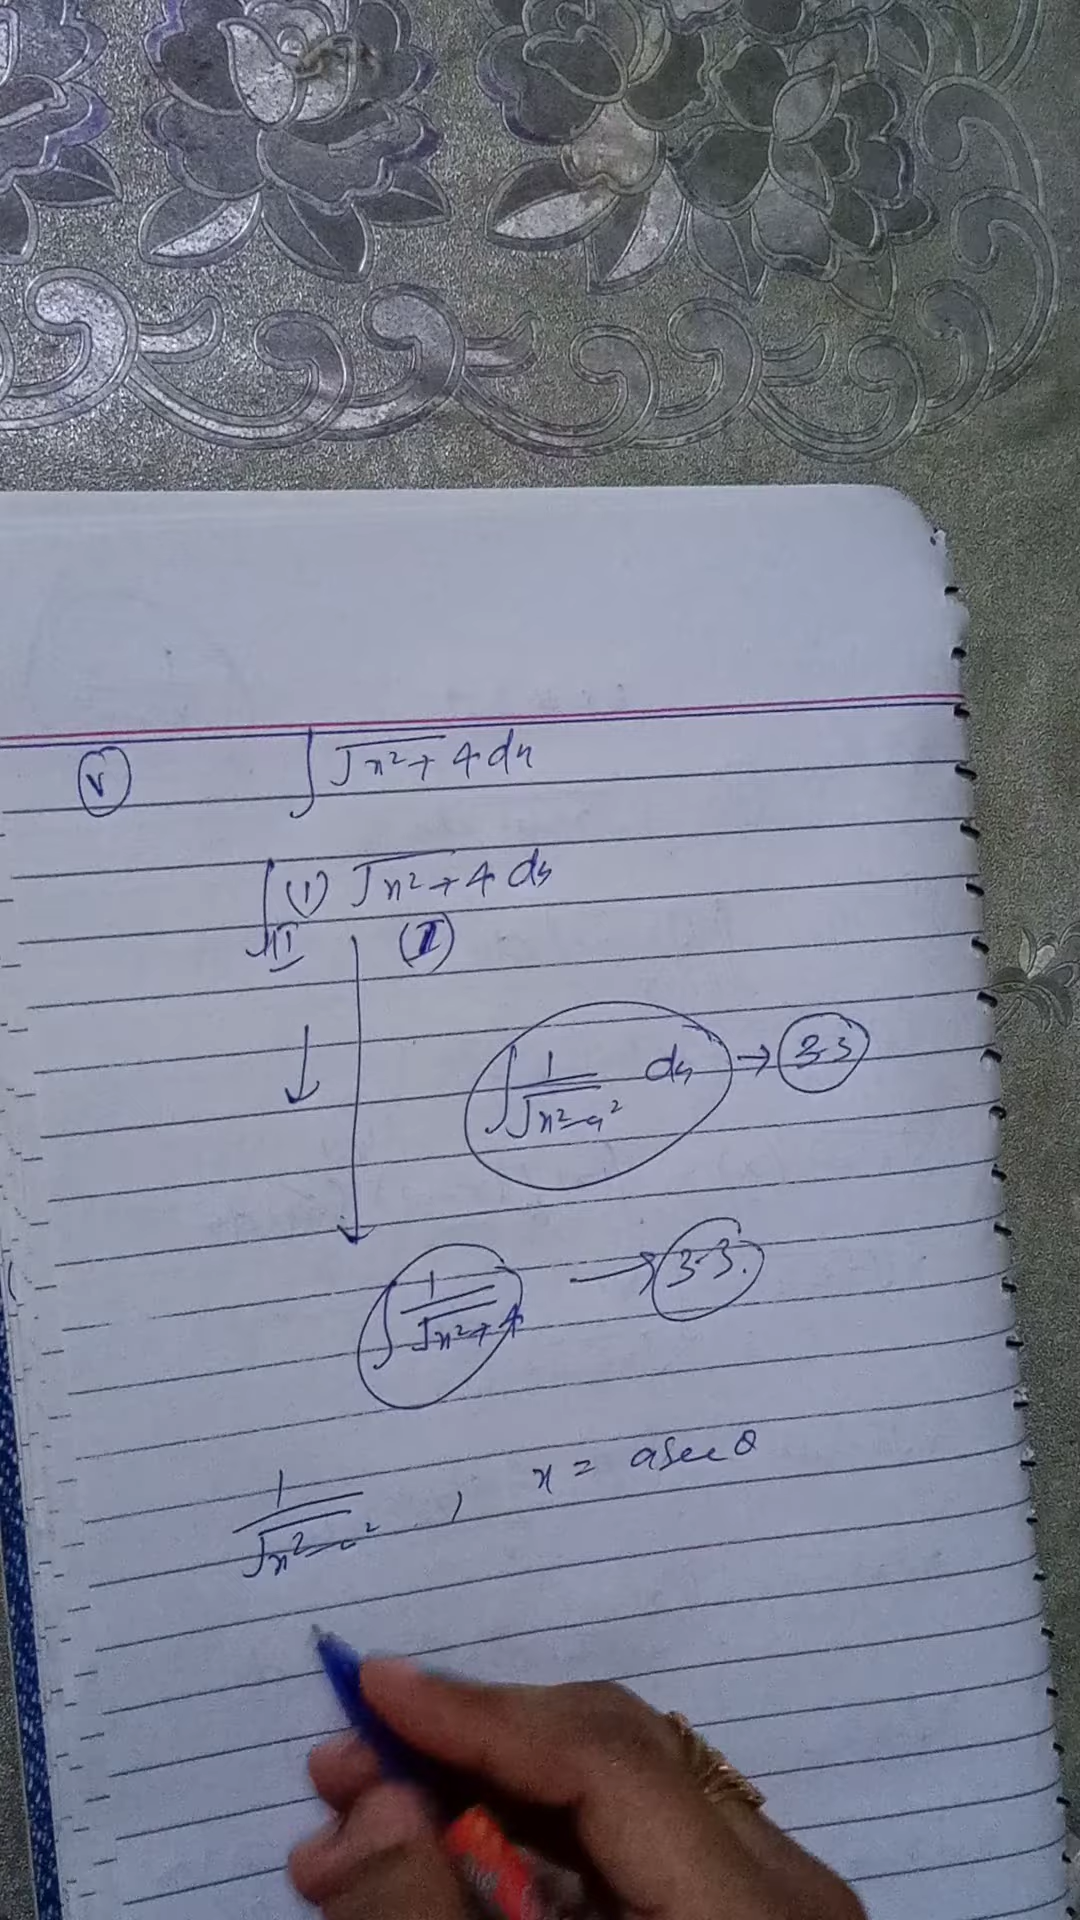 (v) ∫ √x²+4 dx
∫ (1) √x²+4 dx
II (I)
∫ 1/√x²-a² dx → (3.3)
∫ 1/√x²+4 → (3.3.)
1/√x²-a² , x = a sec θ